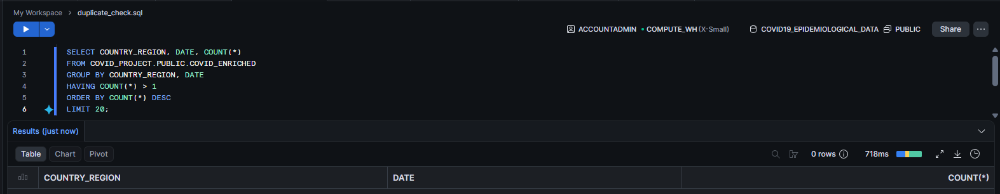 My Workspace > duplicate_check.sql
ACCOUNTADMIN • COMPUTE_WH (X-Small) COVID19_EPIDEMIOLOGICAL_DATA PUBLIC Share ...
1 SELECT COUNTRY_REGION, DATE, COUNT(*)
2 FROM COVID_PROJECT.PUBLIC.COVID_ENRICHED
3 GROUP BY COUNTRY_REGION, DATE
4 HAVING COUNT(*) > 1
5 ORDER BY COUNT(*) DESC
6 LIMIT 20;
Results (just now)
Table Chart Pivot 0 rows 718ms
COUNTRY_REGION DATE COUNT(*)